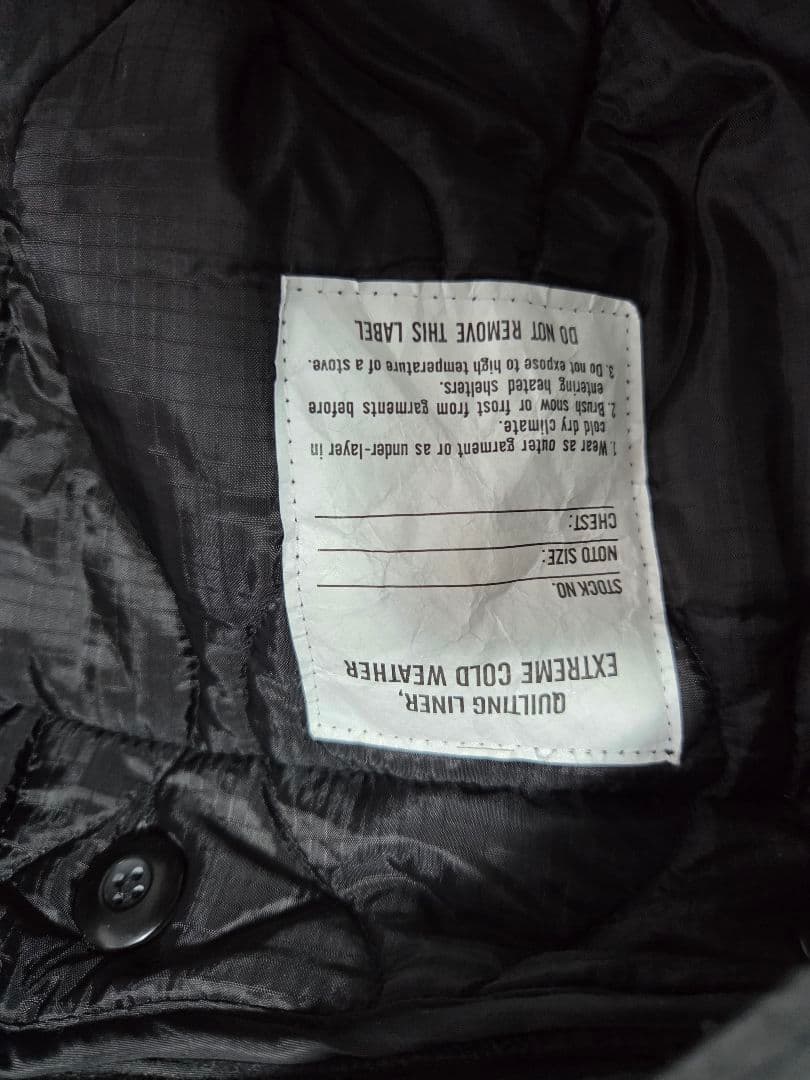 QUILTING LINER,
EXTREME COLD WEATHER
STOCK NO.
NOTO SIZE:
CHEST:
1. Wear as outer garment or as under-layer in
cold dry climate.
2. Brush snow or frost from garments before
entering heated shelters.
3. Do not expose to high temperature of a stove.
DO NOT REMOVE THIS LABEL